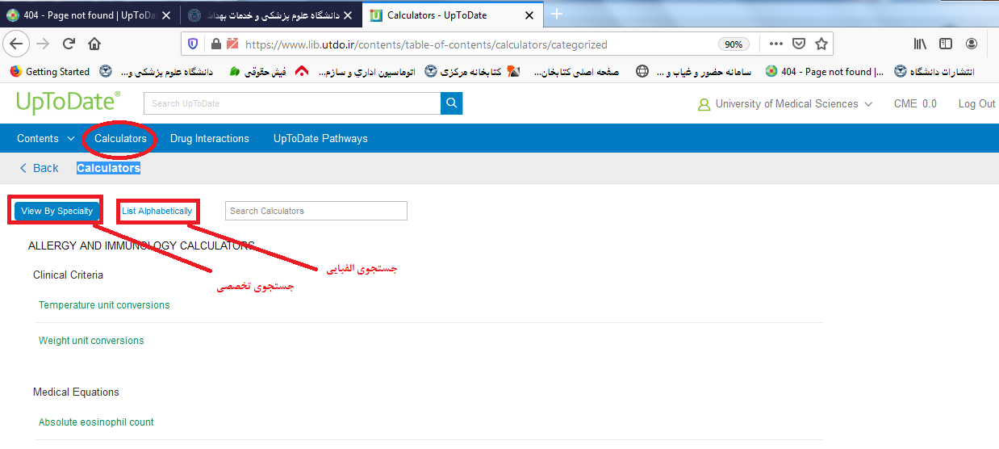 404 - Page not found | UpToDat
دانشگاه علوم پزشکی و خدمات بهداش
Calculators - UpToDate
https://www.lib.utdo.ir/contents/table-of-contents/calculators/categorized
90%
Getting Started
دانشگاه علوم پزشکی و...
فیش حقوقی
اتوماسیون اداري و سازم...
کتابخانه مرکزی
صفحه اصلی کتابخان...
سامانه حضور و غیاب و ...
404 - Page not found |...
انتشارات دانشگاه
UpToDate®
Search UpToDate
University of Medical Sciences
CME 0.0
Log Out
Contents
Calculators
Drug Interactions
UpToDate Pathways
Back
Calculators
View By Specialty
List Alphabetically
Search Calculators
ALLERGY AND IMMUNOLOGY CALCULATORS
جستجوی الفبایی
Clinical Criteria
جستجوی تخصصی
Temperature unit conversions
Weight unit conversions
Medical Equations
Absolute eosinophil count